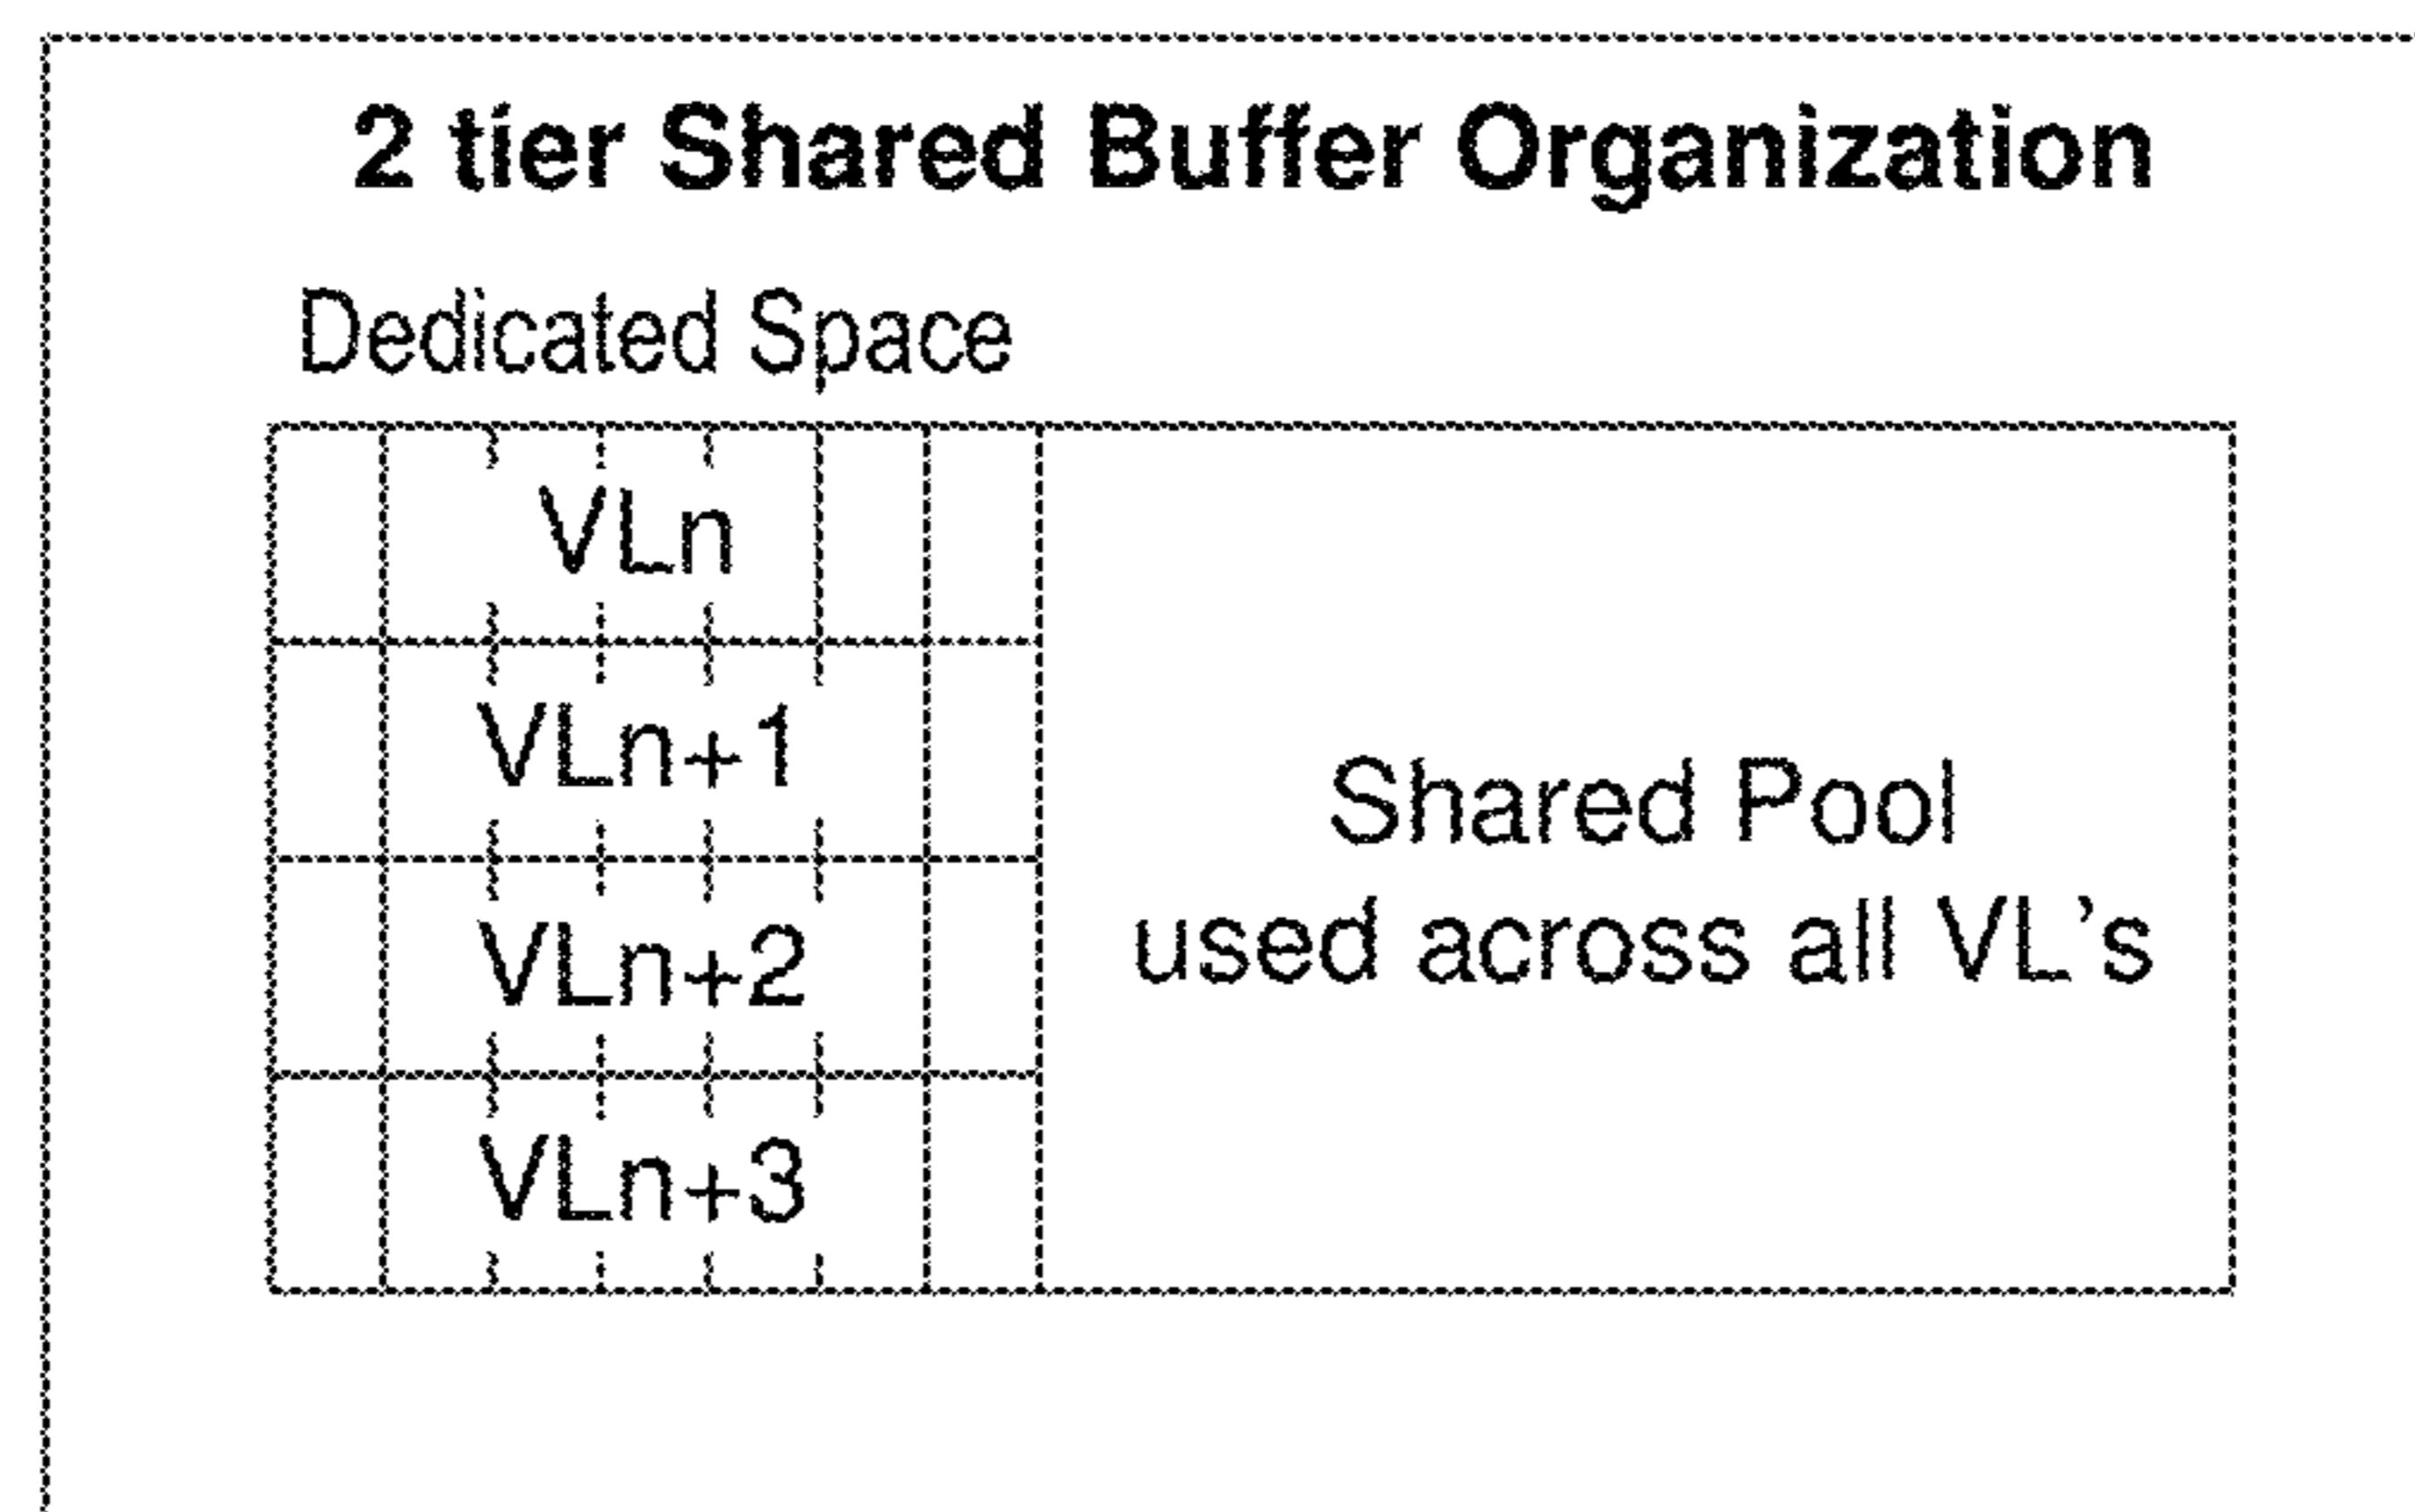 2 tier Shared Buffer Organization
Dedicated Space
VLn
VLn+1
VLn+2
VLn+3
Shared Pool
used across all VL's